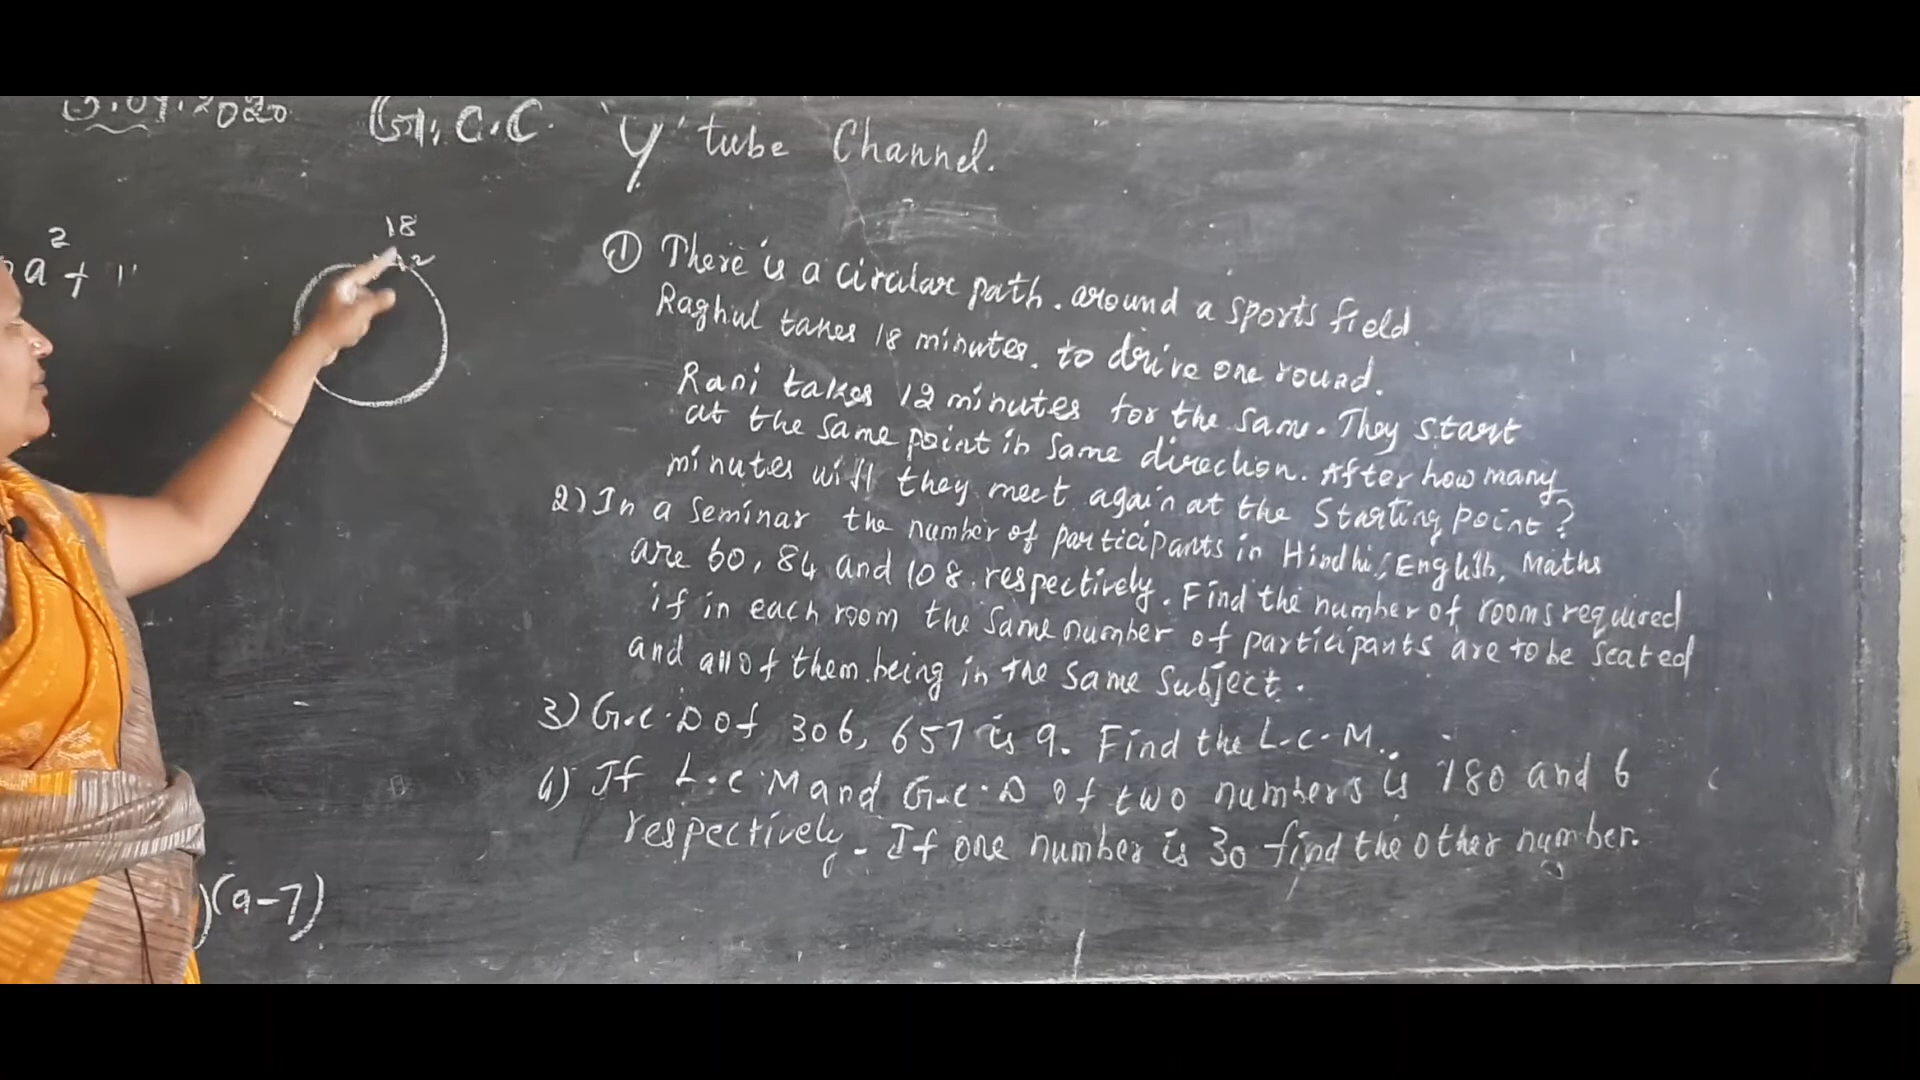 .2020
G.C.C. 'Y' tube Channel.
a² +
18
12
① There is a circular path. around a sports field.
Raghul takes 18 minutes. to drive one round.
Rani takes 12 minutes for the same. They start
at the same point in same direction. After how many
minutes will they meet again at the starting point?
2) In a seminar the number of participants in Hindhi, English, Maths
are 60, 84 and 108. respectively. Find the number of rooms required
if in each room the same number of participants are to be seated
and all of them being in the same subject.
3) G.C.D of 306, 657 is 9. Find the L.C.M.
4) If L.C.M and G.C.D of two numbers is 180 and 6
respectively. If one number is 30 find the other number.
)(a-7)